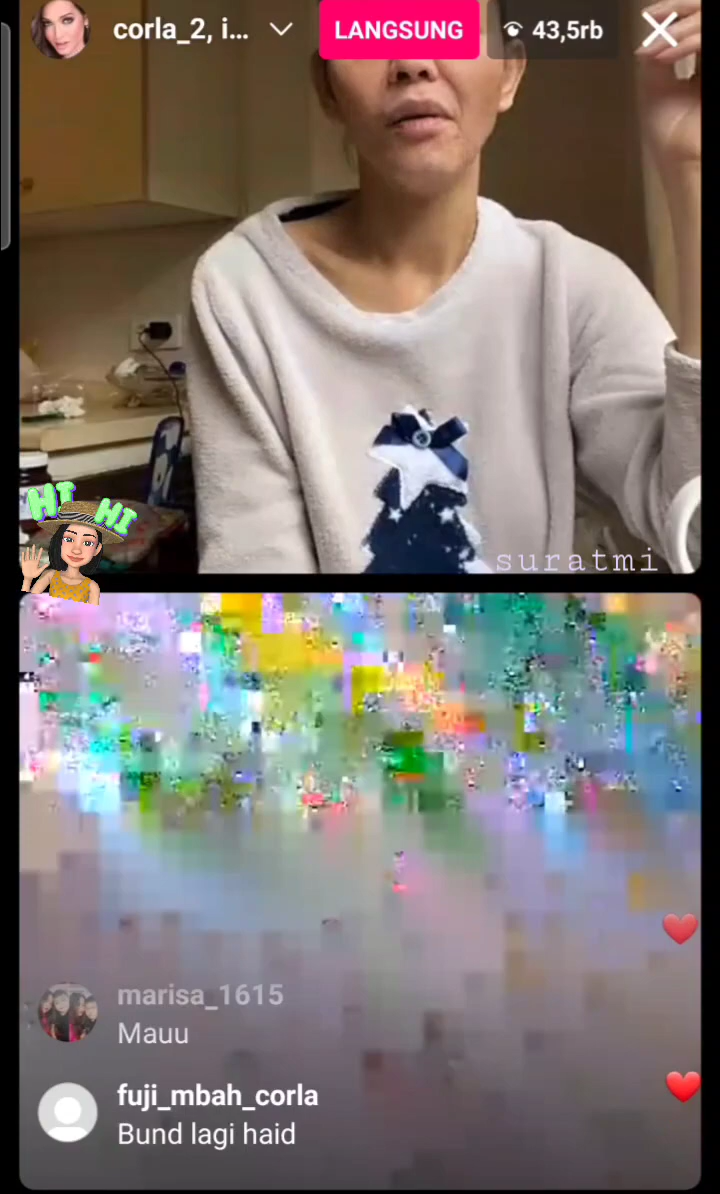 corla_2, i...
LANGSUNG
43,5rb
HI HI
suratmi
marisa_1615
Mauu
fuji_mbah_corla
Bund lagi haid